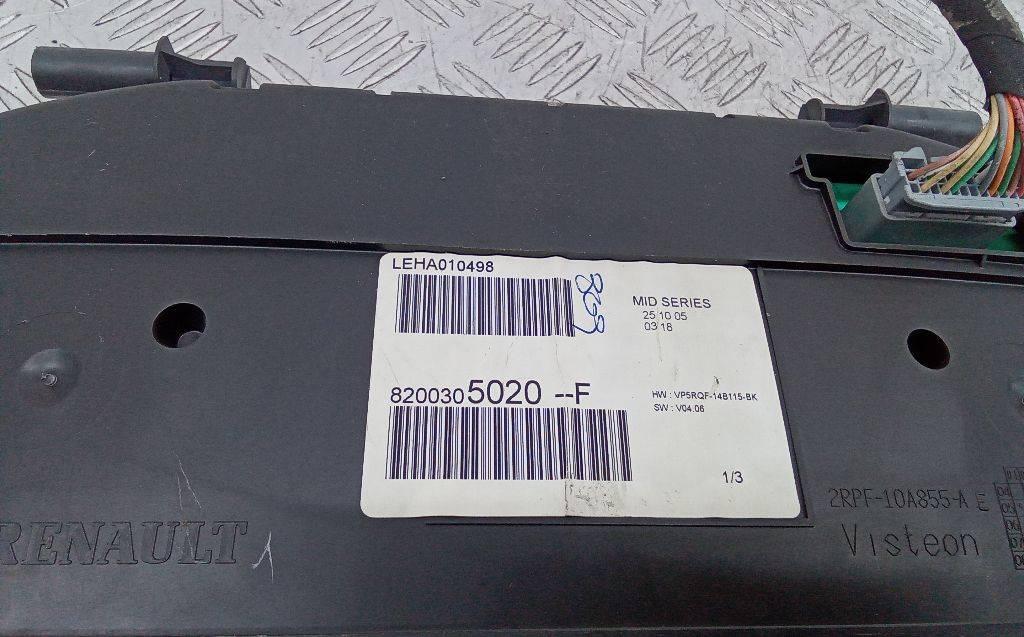 LEHA010498
869
MID SERIES
25 10 05
03 18
8200305020 --F
HW : VP5RQF-14B115-BK
SW : V04.06
1/3
2RPF-10A855-A E
Visteon
RENAULT